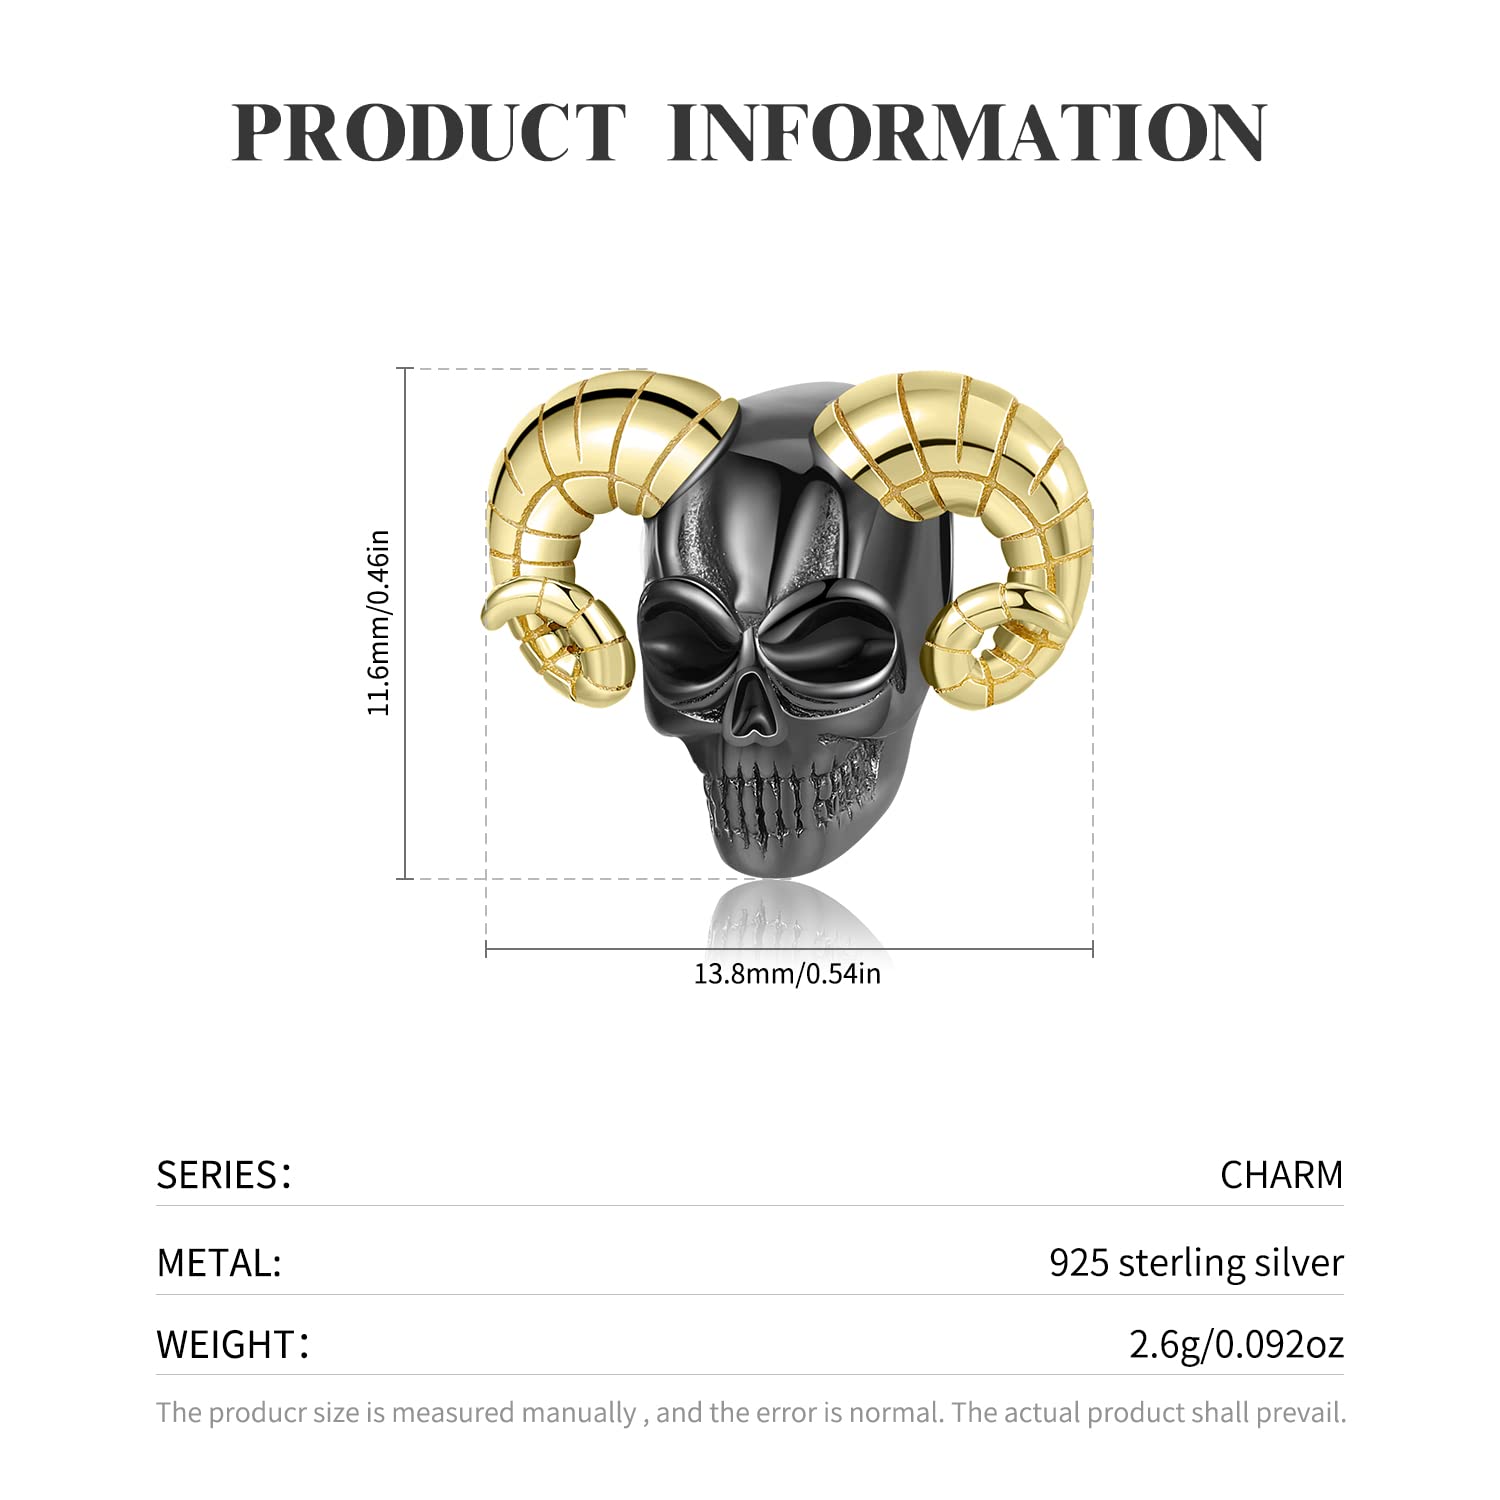 PRODUCT INFORMATION
11.6mm/0.46in
13.8mm/0.54in
SERIES： CHARM
METAL: 925 sterling silver
WEIGHT： 2.6g/0.092oz
The producr size is measured manually , and the error is normal. The actual product shall prevail.